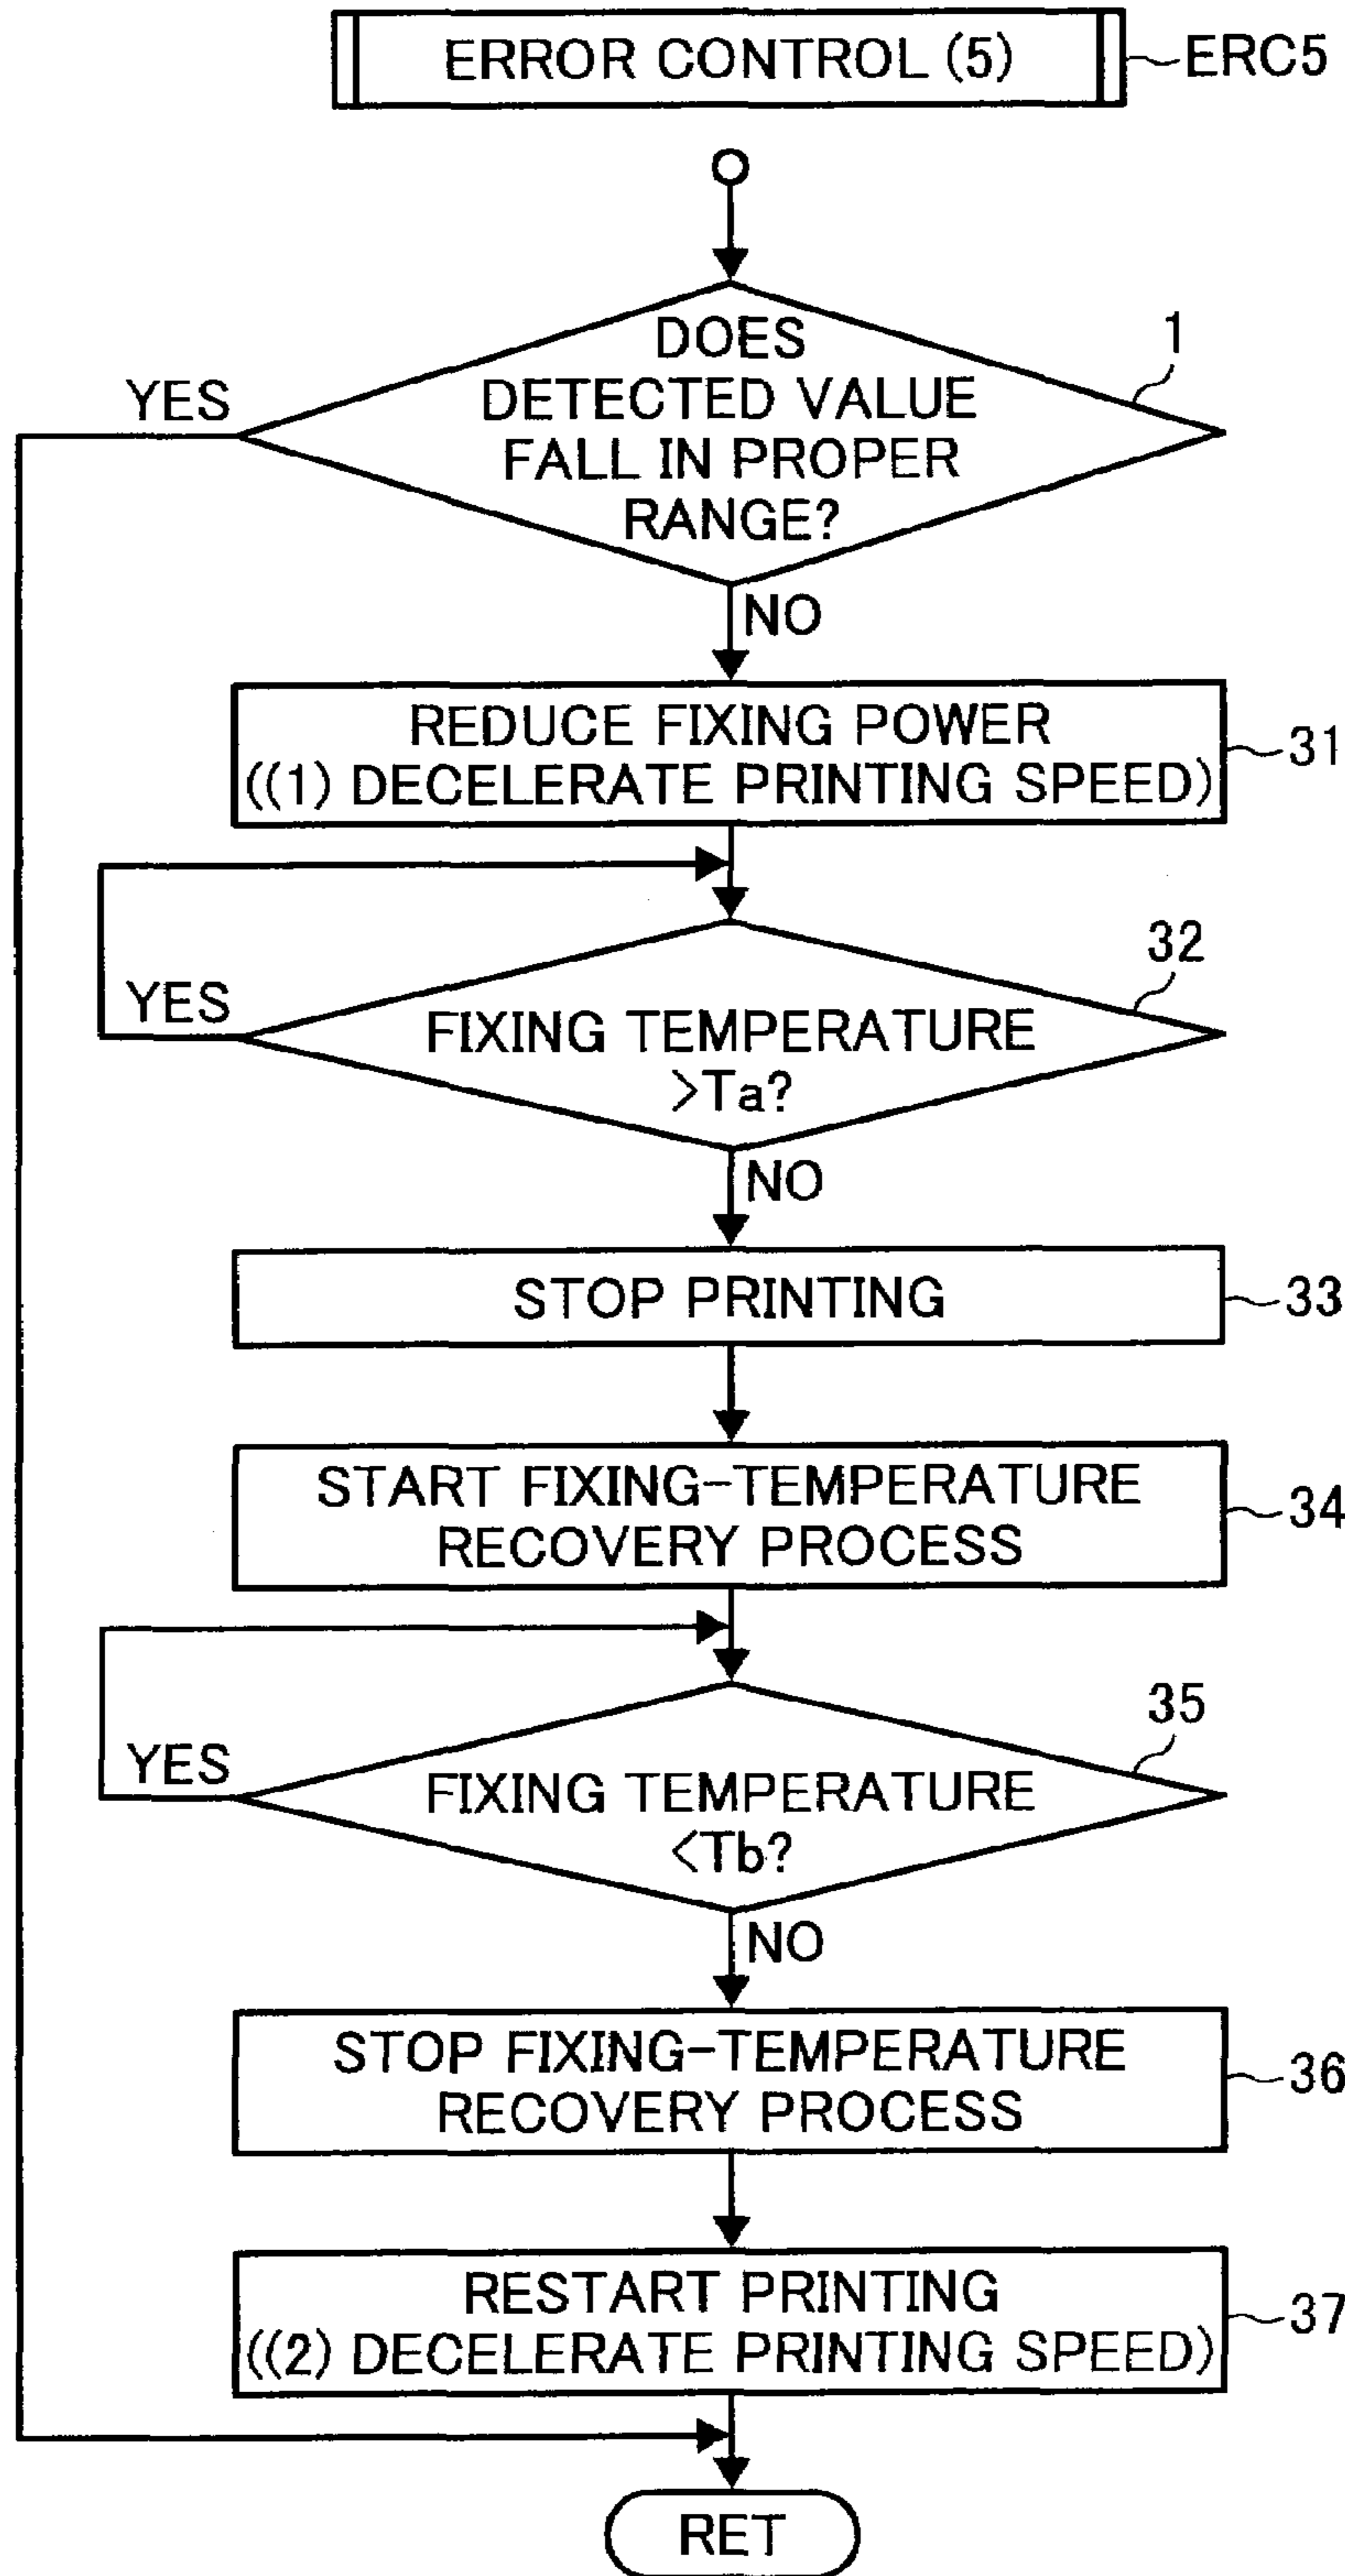 ERROR CONTROL (5)
ERC5
DOES
DETECTED VALUE
FALL IN PROPER
RANGE?
1
YES
NO
REDUCE FIXING POWER
((1) DECELERATE PRINTING SPEED)
31
FIXING TEMPERATURE
>Ta?
32
YES
NO
STOP PRINTING
33
START FIXING-TEMPERATURE
RECOVERY PROCESS
34
FIXING TEMPERATURE
<Tb?
35
YES
NO
STOP FIXING-TEMPERATURE
RECOVERY PROCESS
36
RESTART PRINTING
((2) DECELERATE PRINTING SPEED)
37
RET